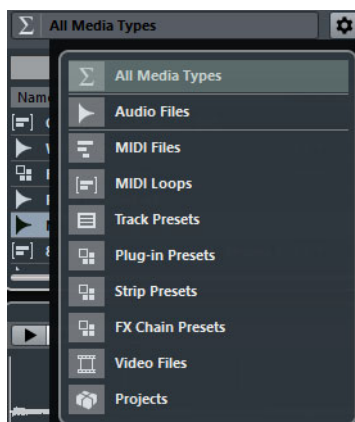 All Media Types
All Media Types
Audio Files
MIDI Files
MIDI Loops
Track Presets
Plug-in Presets
Strip Presets
FX Chain Presets
Video Files
Projects